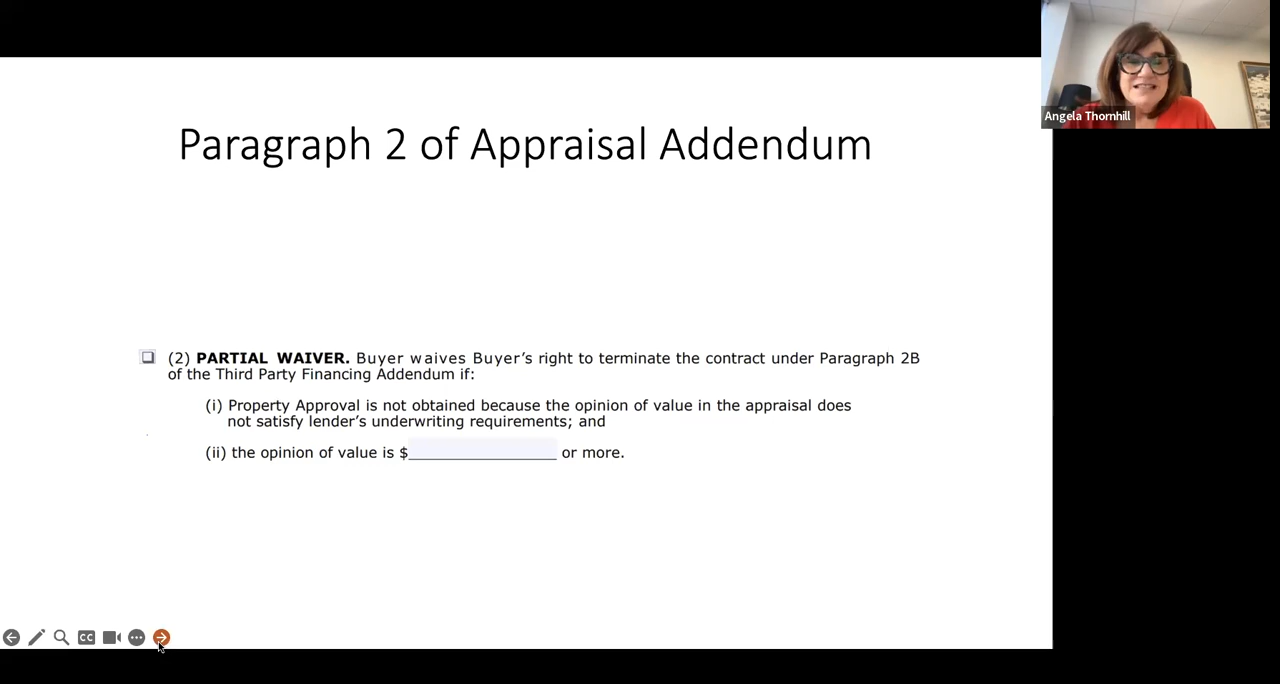 Paragraph 2 of Appraisal Addendum
(2) PARTIAL WAIVER. Buyer waives Buyer’s right to terminate the contract under Paragraph 2B
of the Third Party Financing Addendum if:
(i) Property Approval is not obtained because the opinion of value in the appraisal does
not satisfy lender’s underwriting requirements; and
(ii) the opinion of value is $ or more.
CC
Angela Thornhill